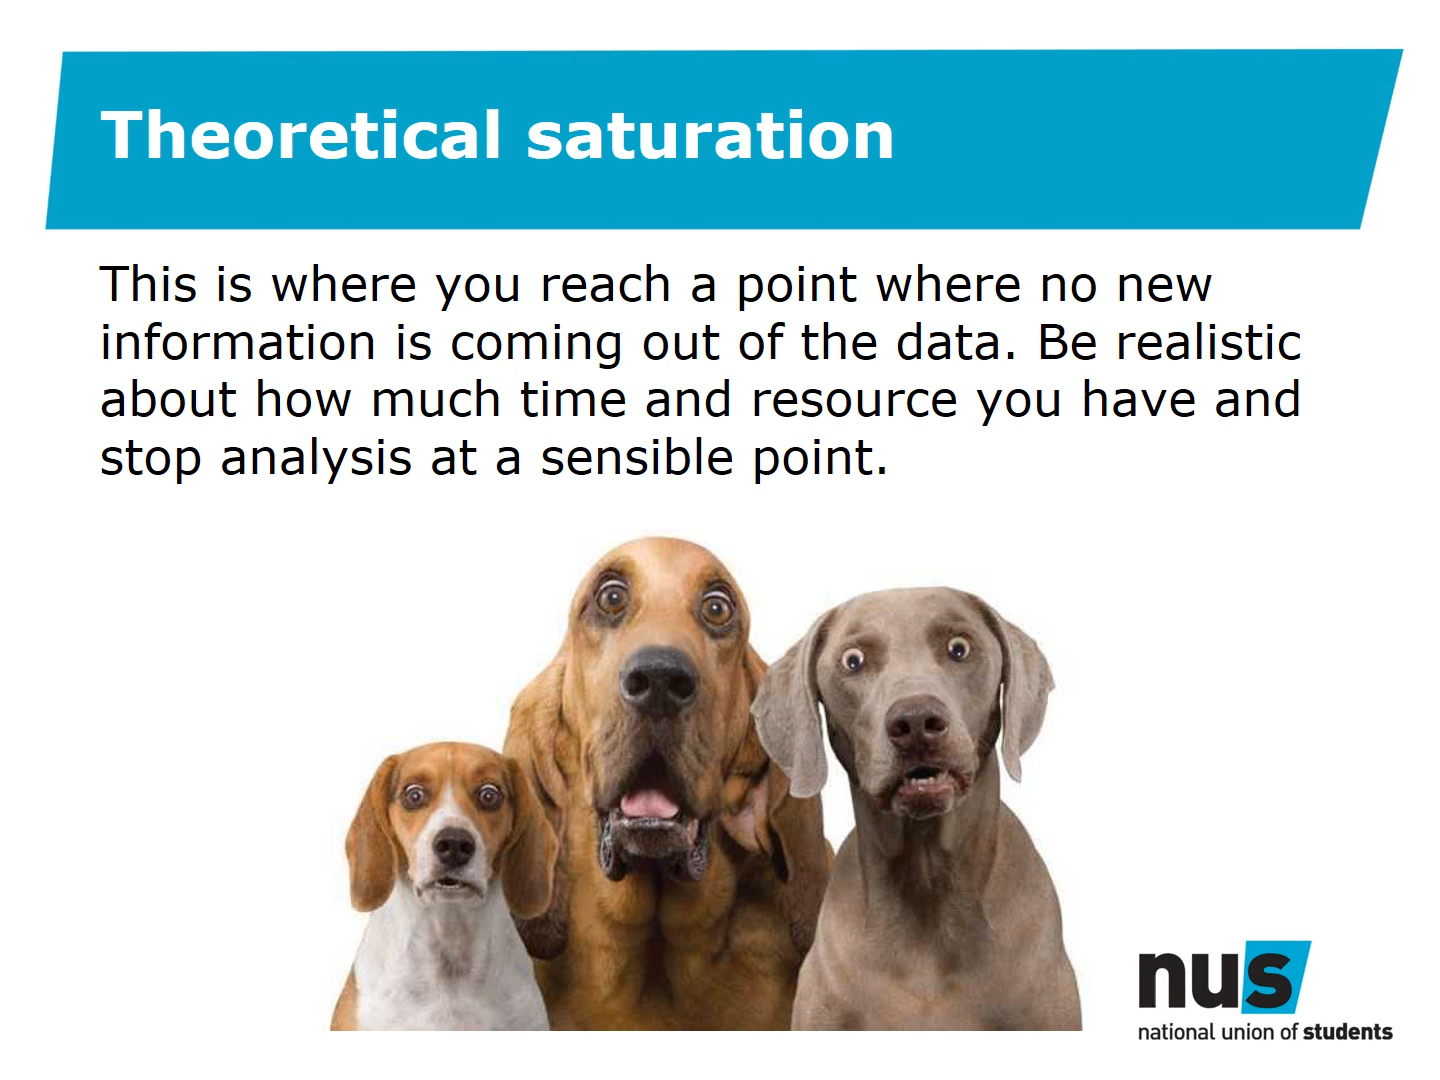 Theoretical saturation
This is where you reach a point where no new
information is coming out of the data. Be realistic
about how much time and resource you have and
stop analysis at a sensible point.
nus
national union of students